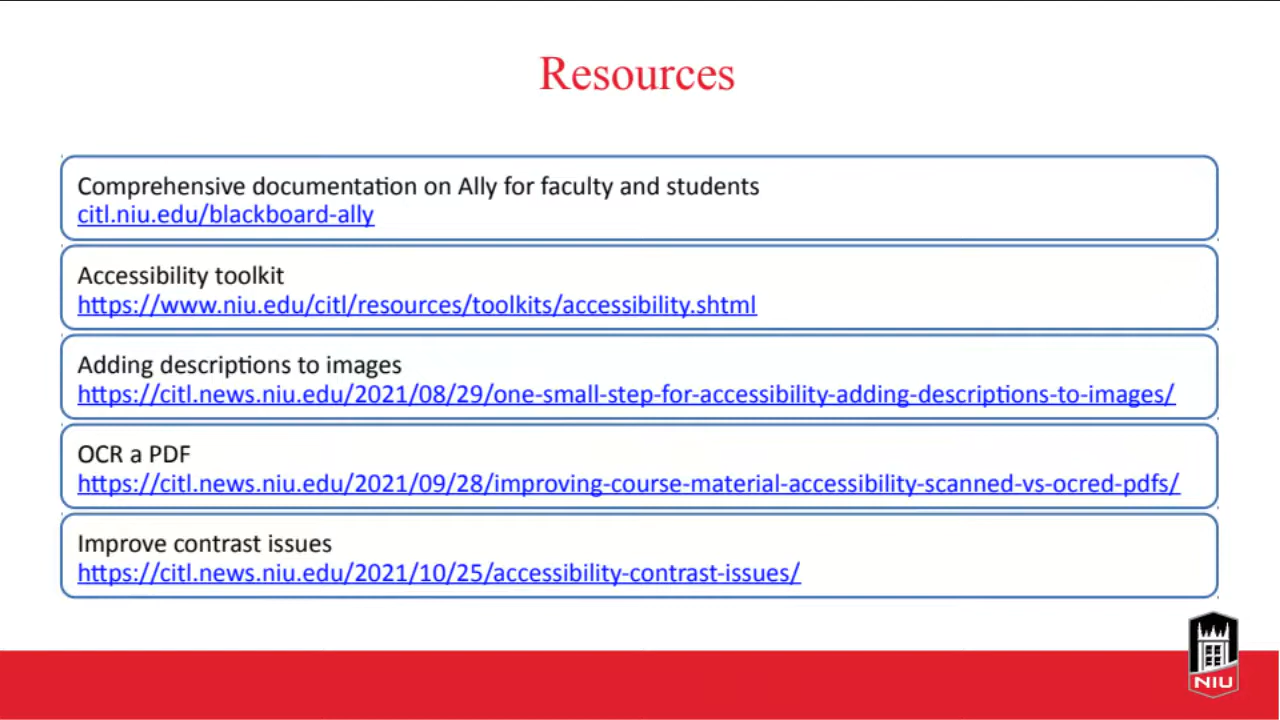 Resources
Comprehensive documentation on Ally for faculty and students
citl.niu.edu/blackboard-ally
Accessibility toolkit
https://www.niu.edu/citl/resources/toolkits/accessibility.shtml
Adding descriptions to images
https://citl.news.niu.edu/2021/08/29/one-small-step-for-accessibility-adding-descriptions-to-images/
OCR a PDF
https://citl.news.niu.edu/2021/09/28/improving-course-material-accessibility-scanned-vs-ocred-pdfs/
Improve contrast issues
https://citl.news.niu.edu/2021/10/25/accessibility-contrast-issues/
NIU